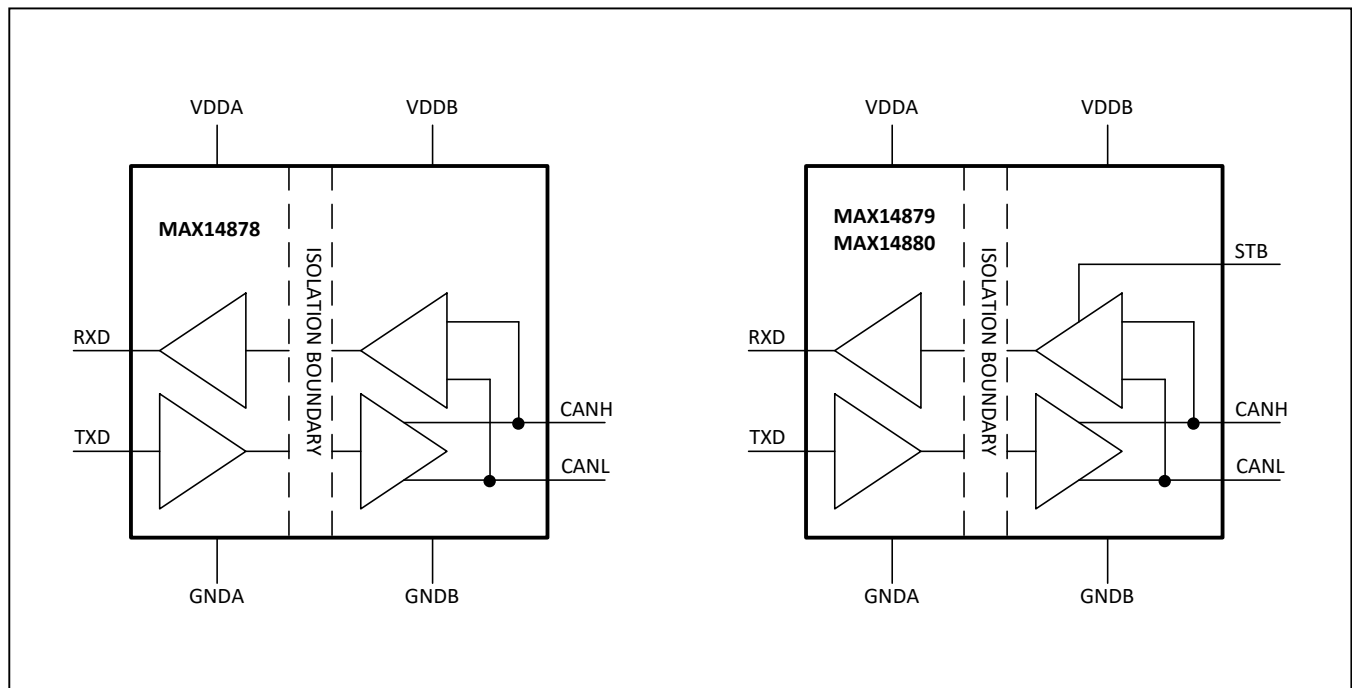 VDDA
VDDB
MAX14878
ISOLATION BOUNDARY
RXD
TXD
CANH
CANL
GNDA
GNDB
VDDA
VDDB
MAX14879
MAX14880
ISOLATION BOUNDARY
STB
RXD
TXD
CANH
CANL
GNDA
GNDB